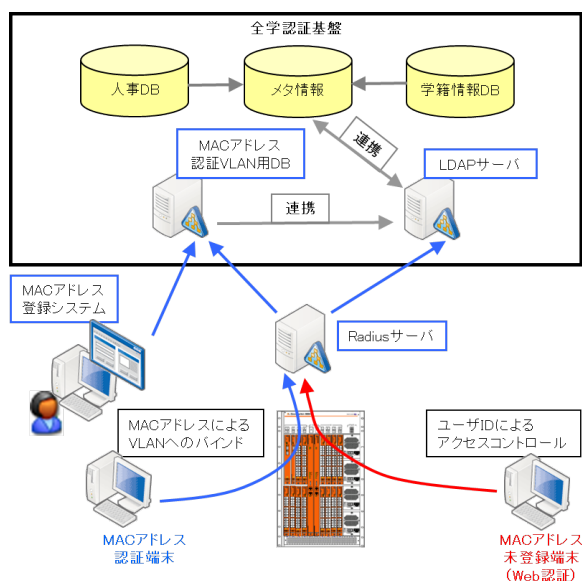 全学認証基盤
人事DB
メタ情報
学籍情報DB
連携
MACアドレス
認証VLAN用DB
LDAPサーバ
連携
MACアドレス
登録システム
Radiusサーバ
MACアドレスによる
VLANへのバインド
ユーザIDによる
アクセスコントロール
MACアドレス
認証端末
MACアドレス
未登録端末
(Web認証)